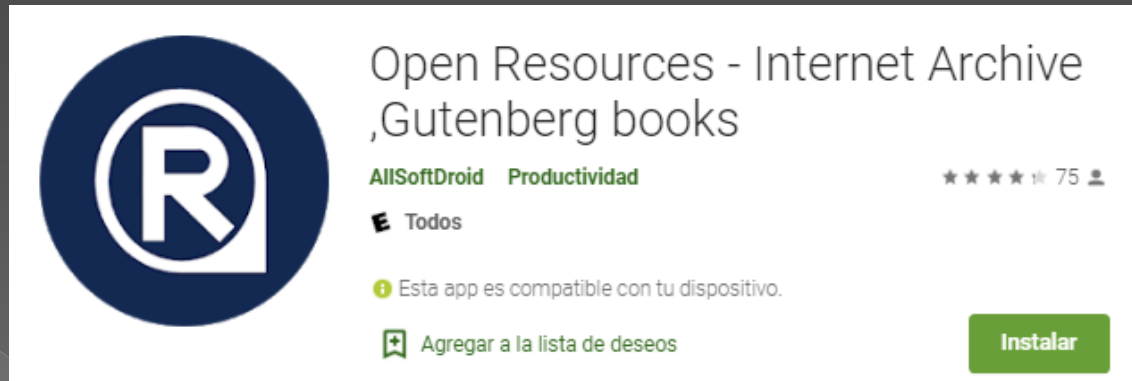 R
Open Resources - Internet Archive
,Gutenberg books
AllSoftDroid Productividad 75
E Todos
Esta app es compatible con tu dispositivo.
Agregar a la lista de deseos
Instalar